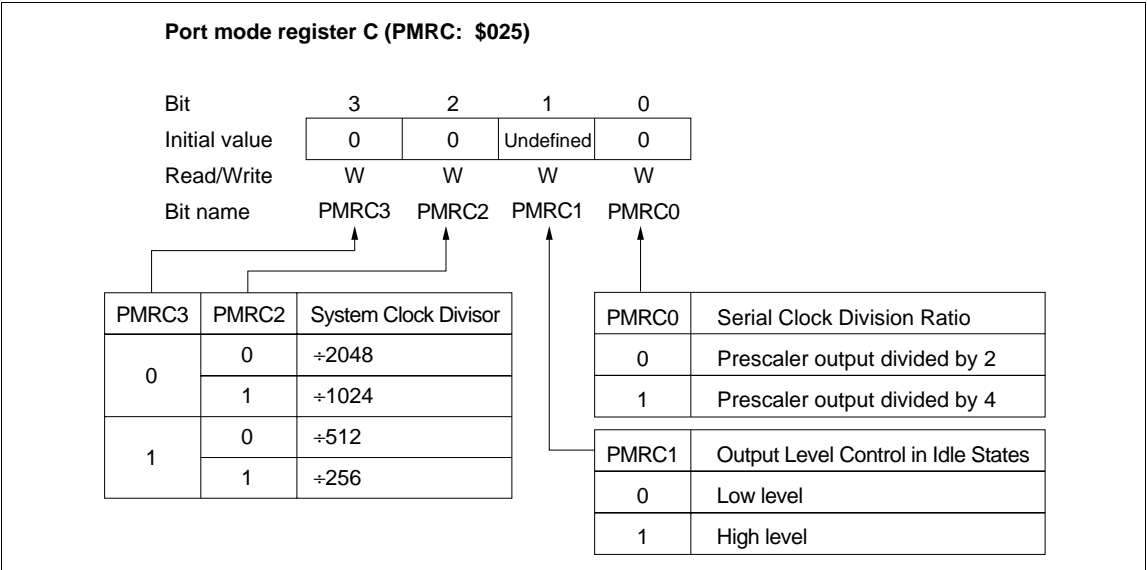 Port mode register C (PMRC: $025)
Bit 3 2 1 0
Initial value 0 0 Undefined 0
Read/Write W W W W
Bit name PMRC3 PMRC2 PMRC1 PMRC0
PMRC3 PMRC2 System Clock Divisor
0 0 ÷2048
1 ÷1024
1 0 ÷512
1 ÷256
PMRC0 Serial Clock Division Ratio
0 Prescaler output divided by 2
1 Prescaler output divided by 4
PMRC1 Output Level Control in Idle States
0 Low level
1 High level